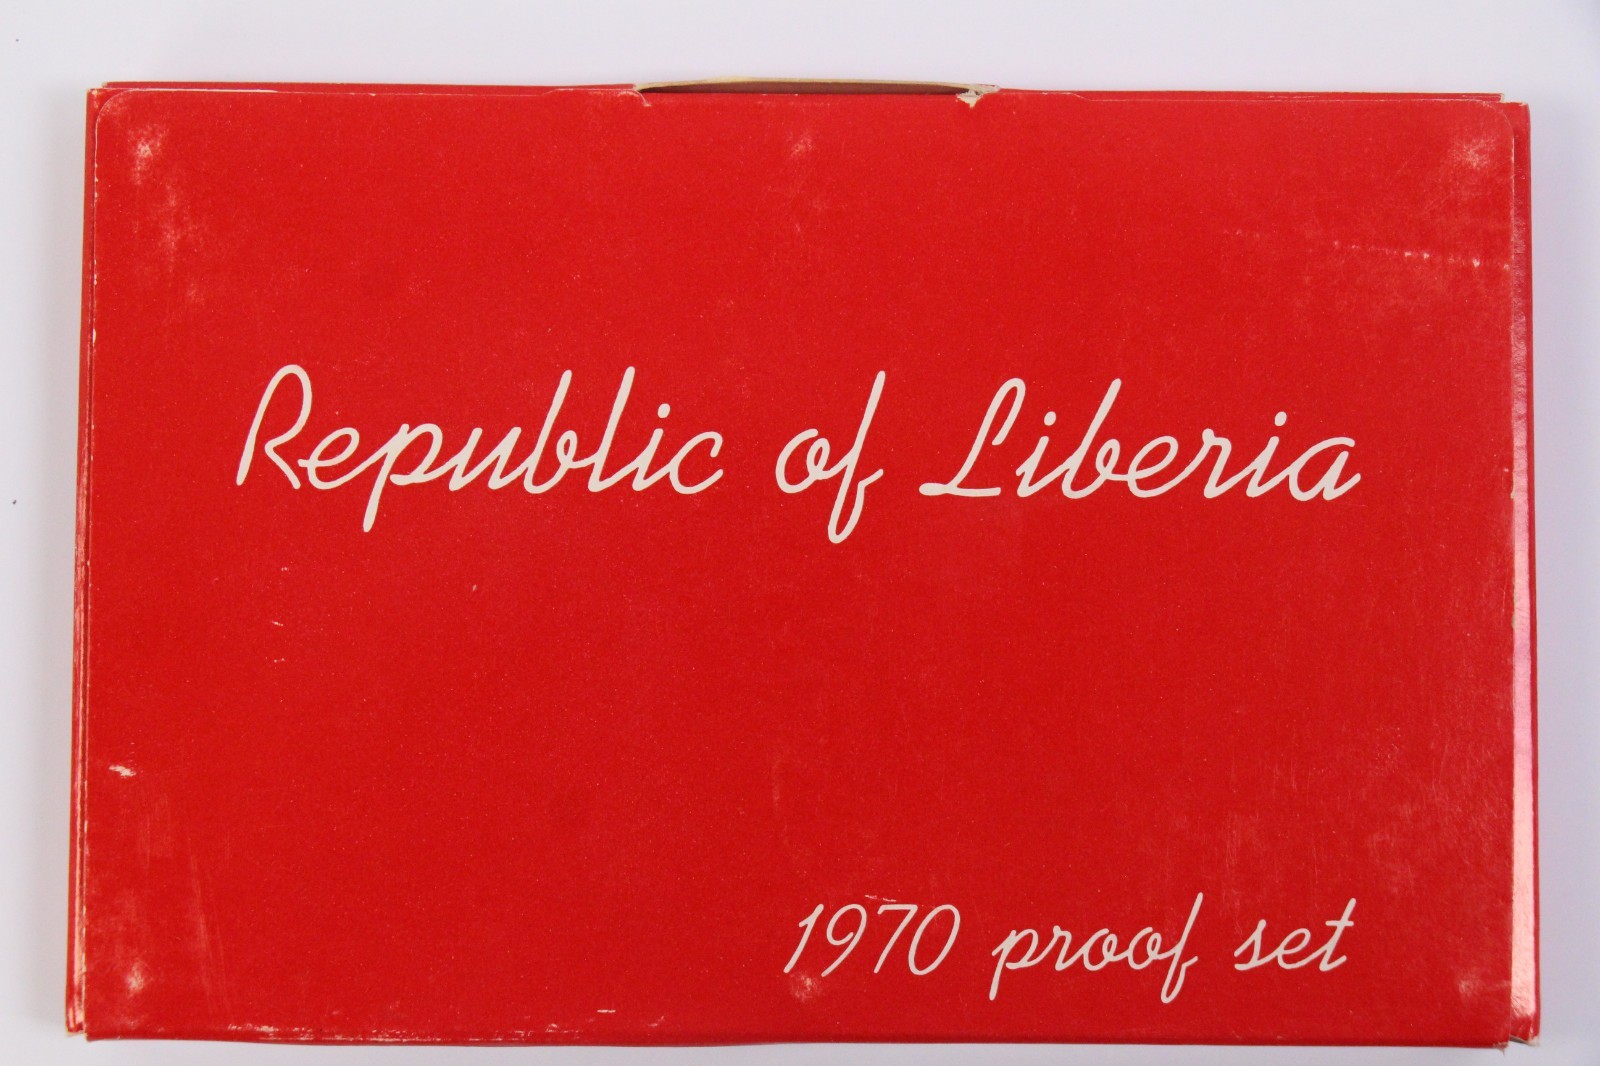 Republic of Liberia
1970 proof set